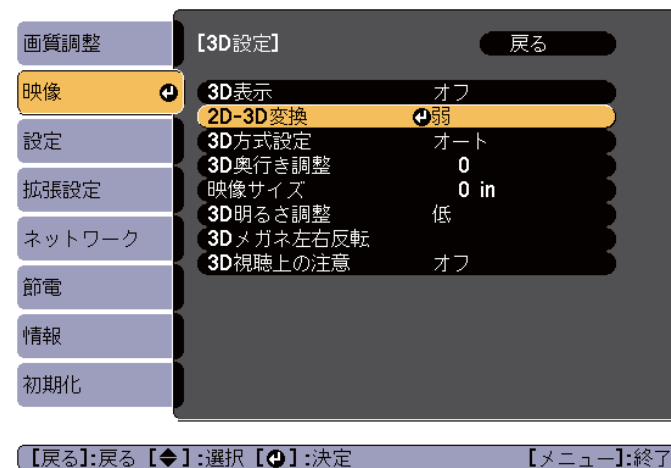 画質調整
映像
設定
拡張設定
ネットワーク
節電
情報
初期化
[3D設定] 戻る
3D表示 オフ
2D-3D変換 弱
3D方式設定 オート
3D奥行き調整 0
映像サイズ 0 in
3D明るさ調整 低
3Dメガネ左右反転
3D視聴上の注意 オフ
[戻る]:戻る [◆]:選択 [⏎]:決定 [メニュー]:終了